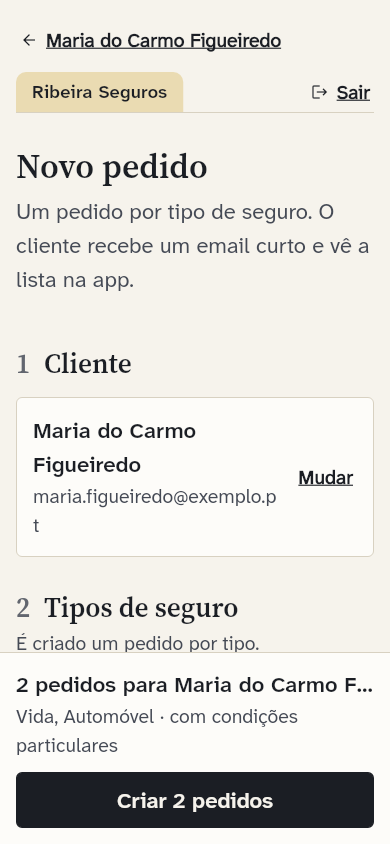 Maria do Carmo Figueiredo
Ribeira Seguros
Sair
Novo pedido
Um pedido por tipo de seguro. O
cliente recebe um email curto e vê a
lista na app.
1 Cliente
Maria do Carmo
Figueiredo
maria.figueiredo@exemplo.p
t
Mudar
2 Tipos de seguro
É criado um pedido por tipo.
2 pedidos para Maria do Carmo F...
Vida, Automóvel · com condições
particulares
Criar 2 pedidos